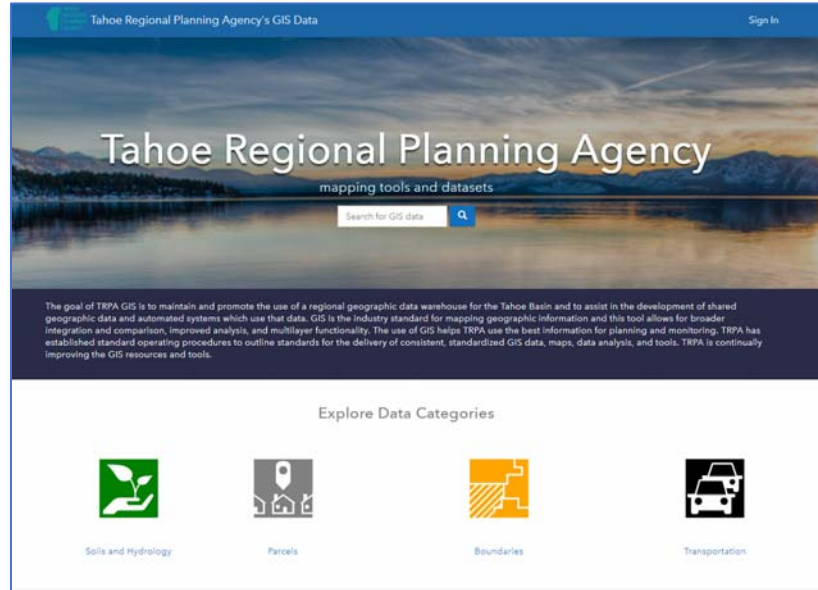 Tahoe Regional Planning Agency's GIS Data
Sign In
Tahoe Regional Planning Agency
mapping tools and datasets
Search for GIS data
The goal of TRPA GIS is to maintain and promote the use of a regional geographic data warehouse for the Tahoe Basin and to assist in the development of shared
geographic data and automated systems which use that data. GIS is the industry standard for mapping geographic information and this tool allows for broader
integration and comparison, improved analysis, and multilayer functionality. The use of GIS helps TRPA use the best information for planning and monitoring. TRPA has
established standard operating procedures to outline standards for the delivery of consistent, standardized GIS data, maps, data analysis, and tools. TRPA is continually
improving the GIS resources and tools.
Explore Data Categories
Soils and Hydrology
Parcels
Boundaries
Transportation